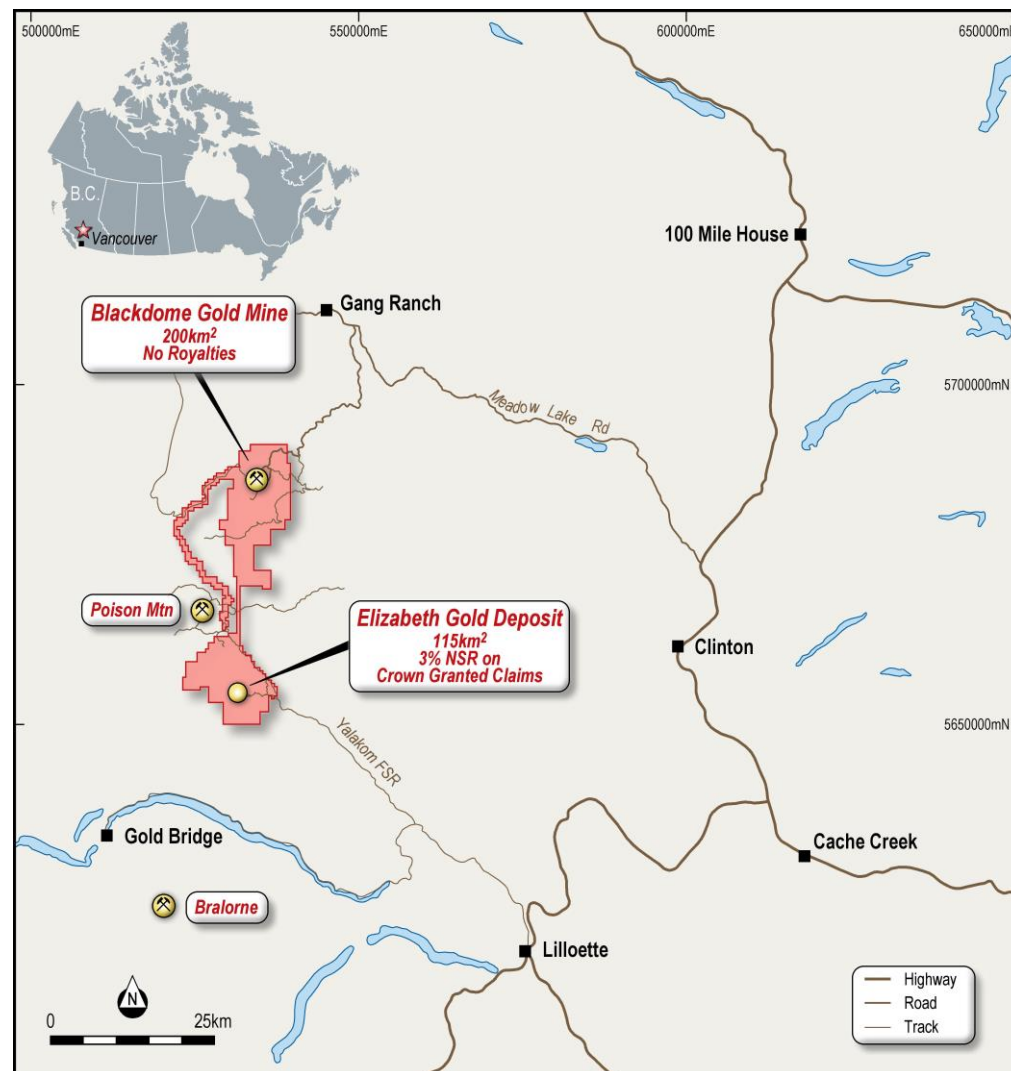 500000mE
550000mE
600000mE
650000m
B.C.
Vancouver
100 Mile House
Blackdome Gold Mine
200km²
No Royalties
Gang Ranch
5700000mN
Meadow Lake Rd
Poison Mtn
Elizabeth Gold Deposit
115km²
3% NSR on
Crown Granted Claims
Clinton
5650000mN
Yalakom FSR
Gold Bridge
Cache Creek
Bralorne
Lilloette
N
0 25km
Highway
Road
Track